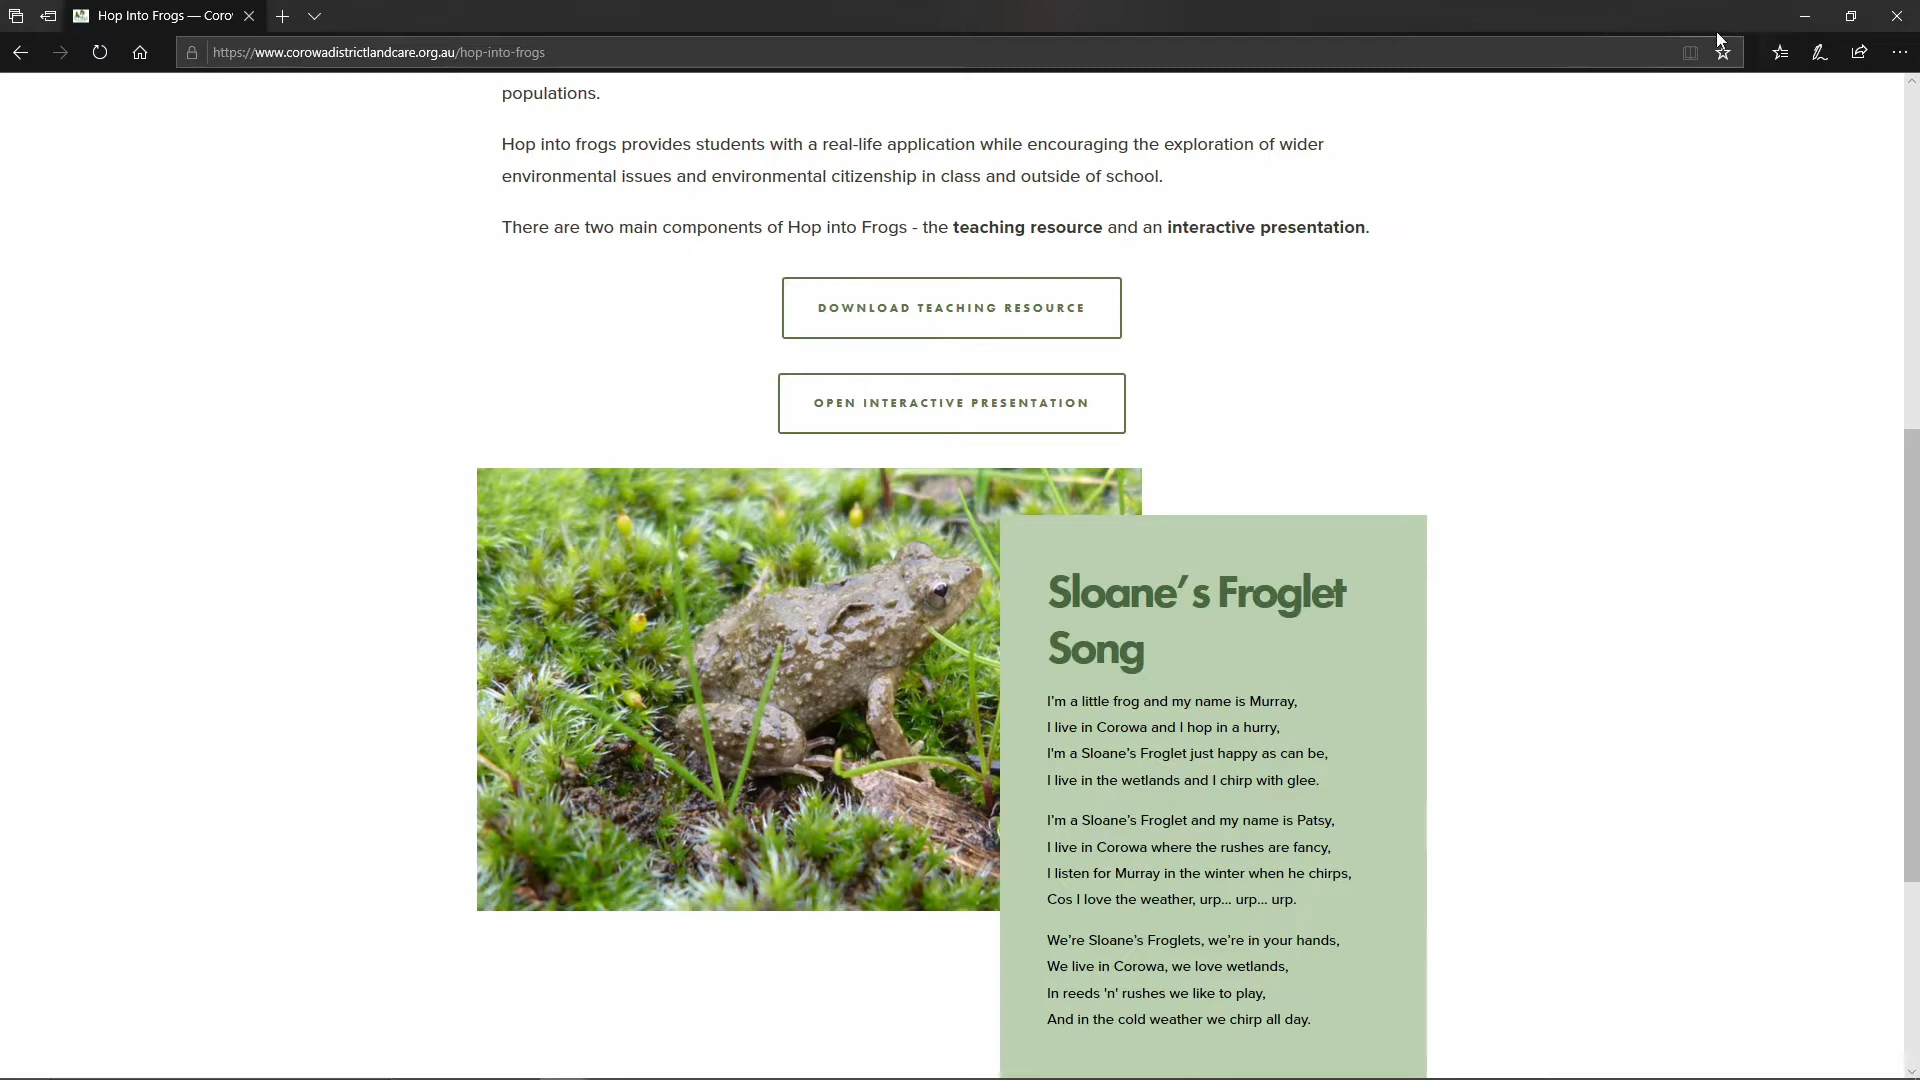 Hop Into Frogs — Coro
https://www.corowadistrictlandcare.org.au/hop-into-frogs
populations.
Hop into frogs provides students with a real-life application while encouraging the exploration of wider
environmental issues and environmental citizenship in class and outside of school.
There are two main components of Hop into Frogs - the teaching resource and an interactive presentation.
DOWNLOAD TEACHING RESOURCE
OPEN INTERACTIVE PRESENTATION
Sloane's Froglet
Song
I'm a little frog and my name is Murray,
I live in Corowa and I hop in a hurry,
I'm a Sloane's Froglet just happy as can be,
I live in the wetlands and I chirp with glee.
I'm a Sloane's Froglet and my name is Patsy,
I live in Corowa where the rushes are fancy,
I listen for Murray in the winter when he chirps,
Cos I love the weather, urp... urp... urp.
We're Sloane's Froglets, we're in your hands,
We live in Corowa, we love wetlands,
In reeds 'n' rushes we like to play,
And in the cold weather we chirp all day.